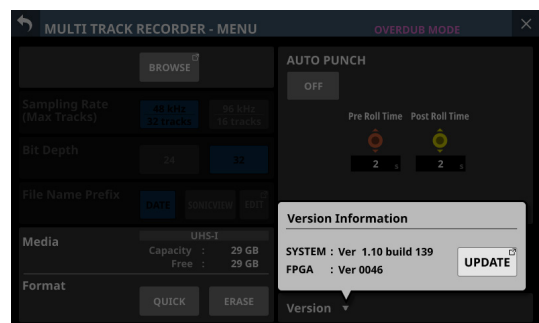 MULTI TRACK RECORDER - MENU
OVERDUB MODE
BROWSE
AUTO PUNCH
OFF
Sampling Rate
(Max Tracks)
48 kHz
32 tracks
96 kHz
16 tracks
Pre Roll Time
Post Roll Time
2 s
2 s
Bit Depth
24
32
File Name Prefix
DATE
SONICVIEW
EDIT
Media
UHS-I
Capacity : 29 GB
Free : 29 GB
Format
QUICK
ERASE
Version Information
SYSTEM : Ver 1.10 build 139
FPGA : Ver 0046
UPDATE
Version ▼